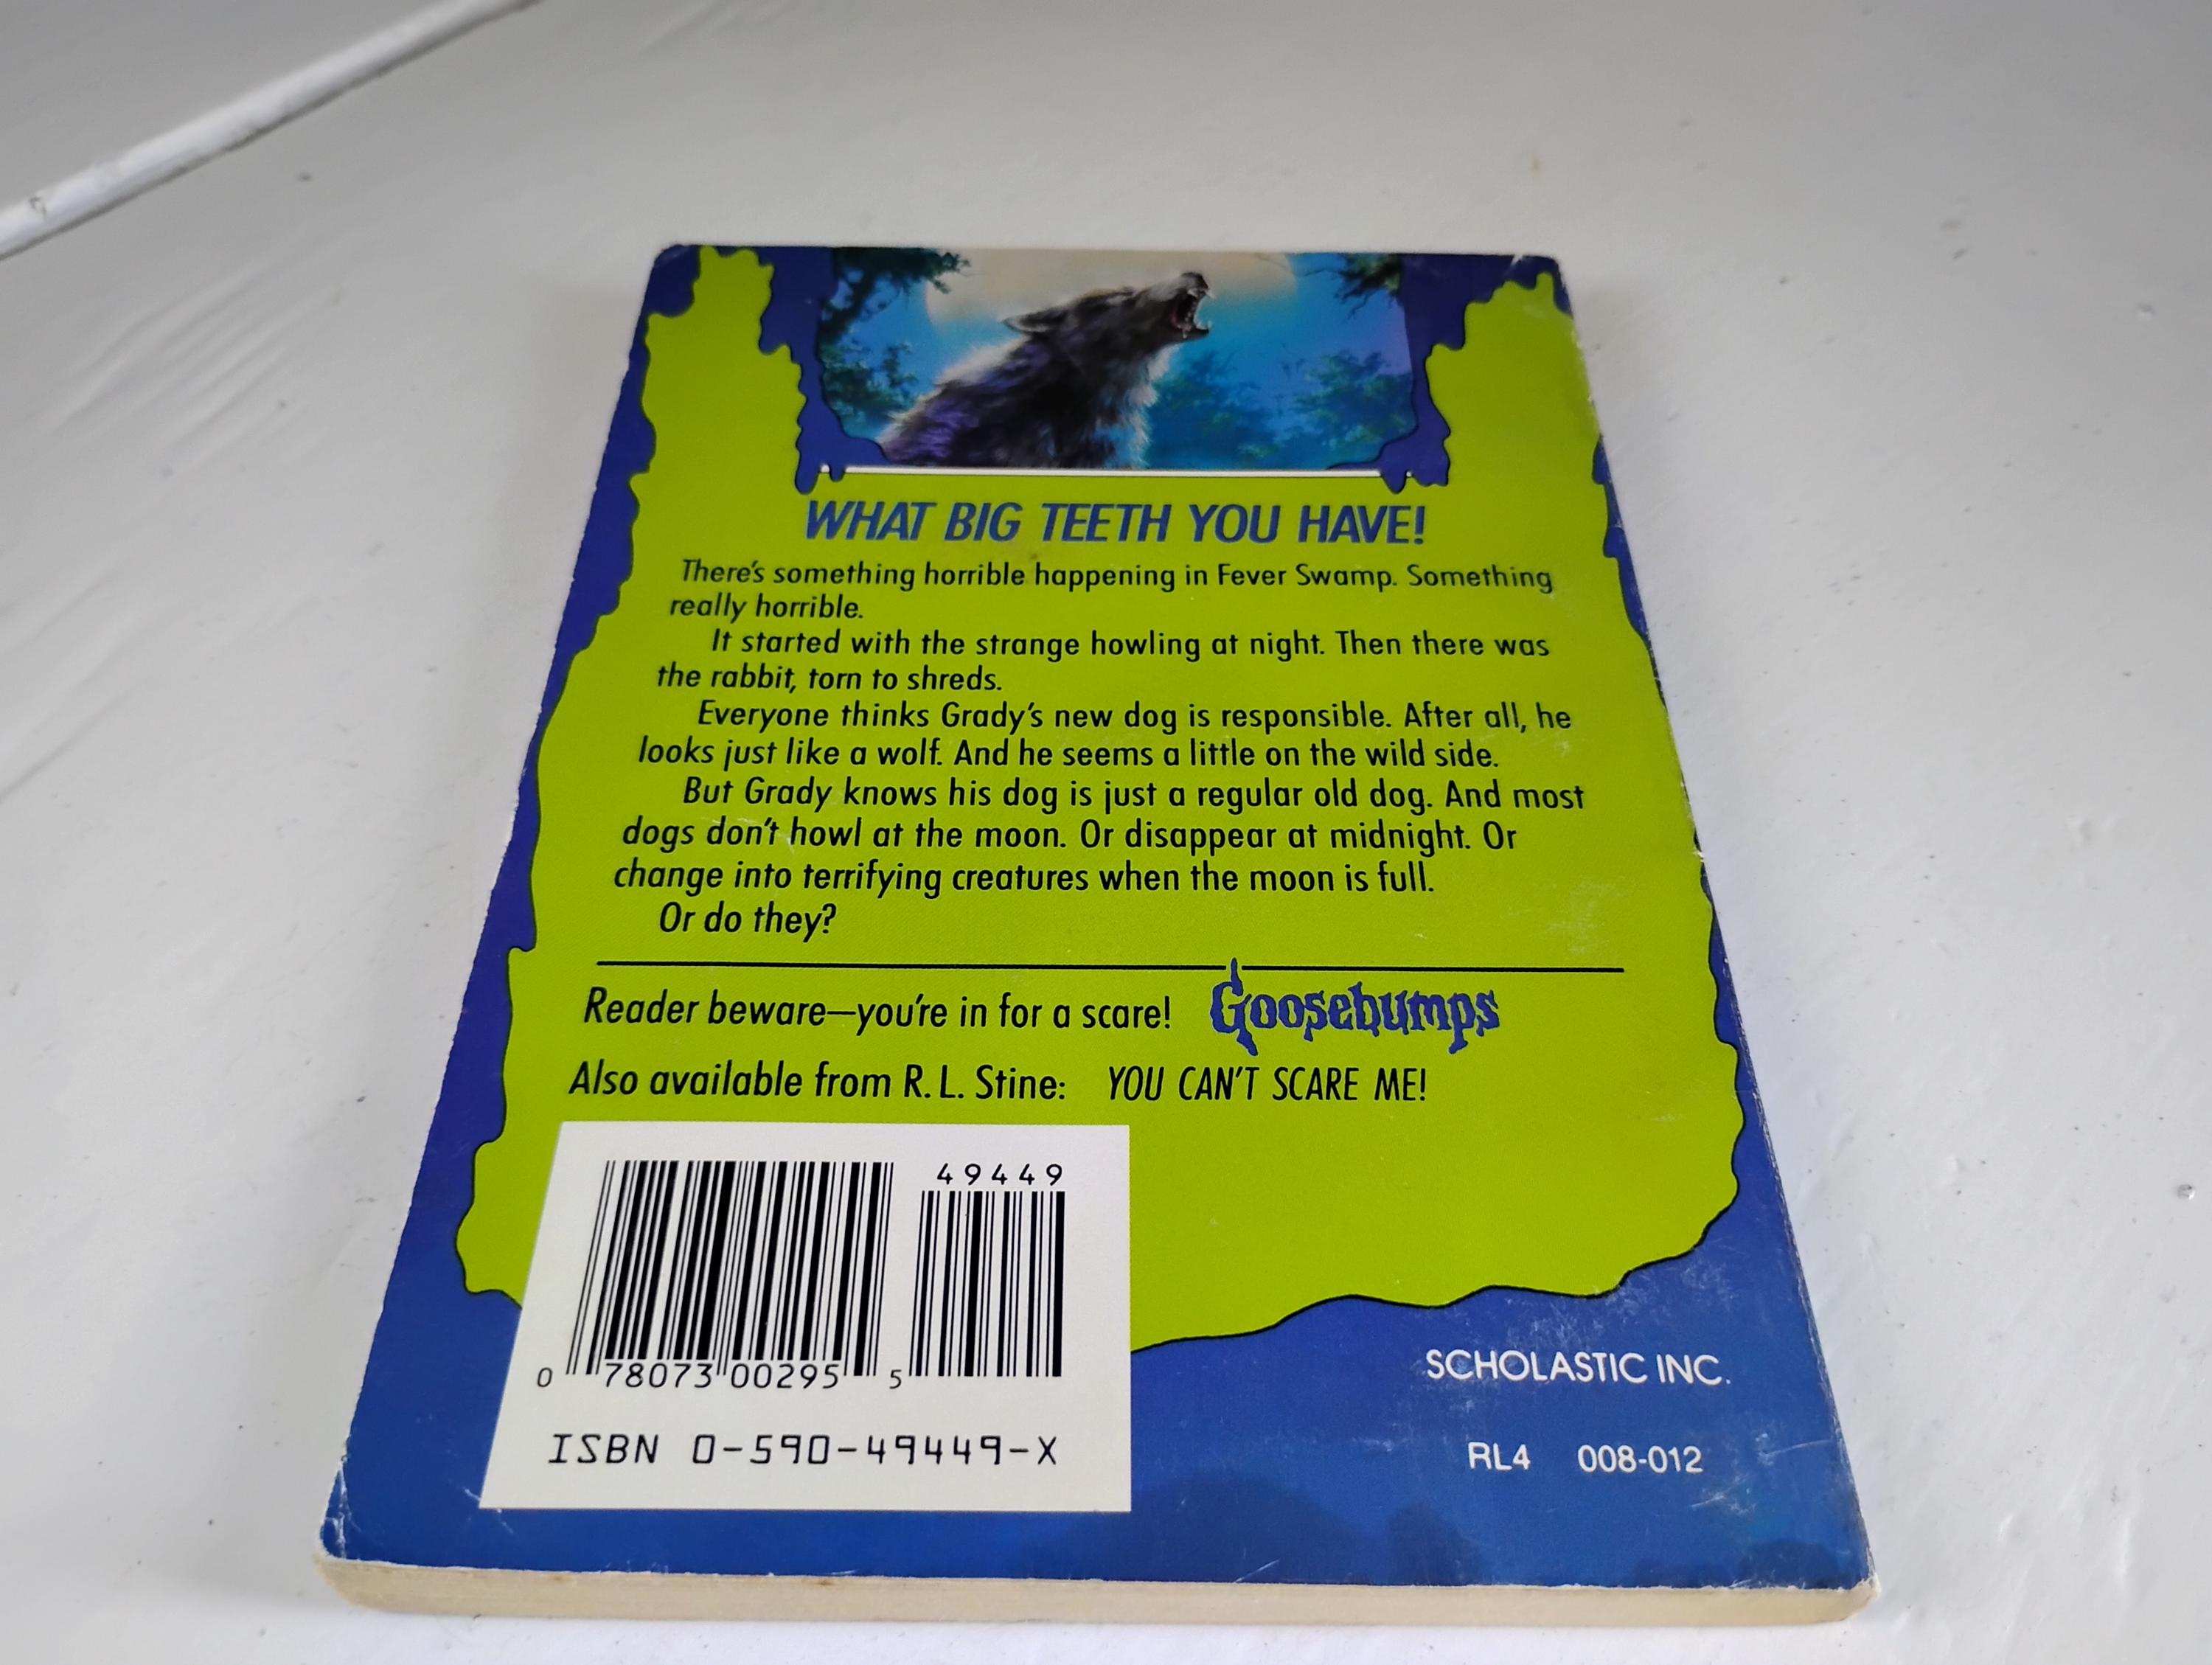 WHAT BIG TEETH YOU HAVE!
There's something horrible happening in Fever Swamp. Something
really horrible.
It started with the strange howling at night. Then there was
the rabbit, torn to shreds.
Everyone thinks Grady's new dog is responsible. After all, he
looks just like a wolf. And he seems a little on the wild side.
But Grady knows his dog is just a regular old dog. And most
dogs don't howl at the moon. Or disappear at midnight. Or
change into terrifying creatures when the moon is full.
Or do they?
Reader beware—you're in for a scare! Goosebumps
Also available from R. L. Stine: YOU CAN'T SCARE ME!
49449
0 78073 00295 5
ISBN 0-590-49449-X
SCHOLASTIC INC.
RL4 008-012